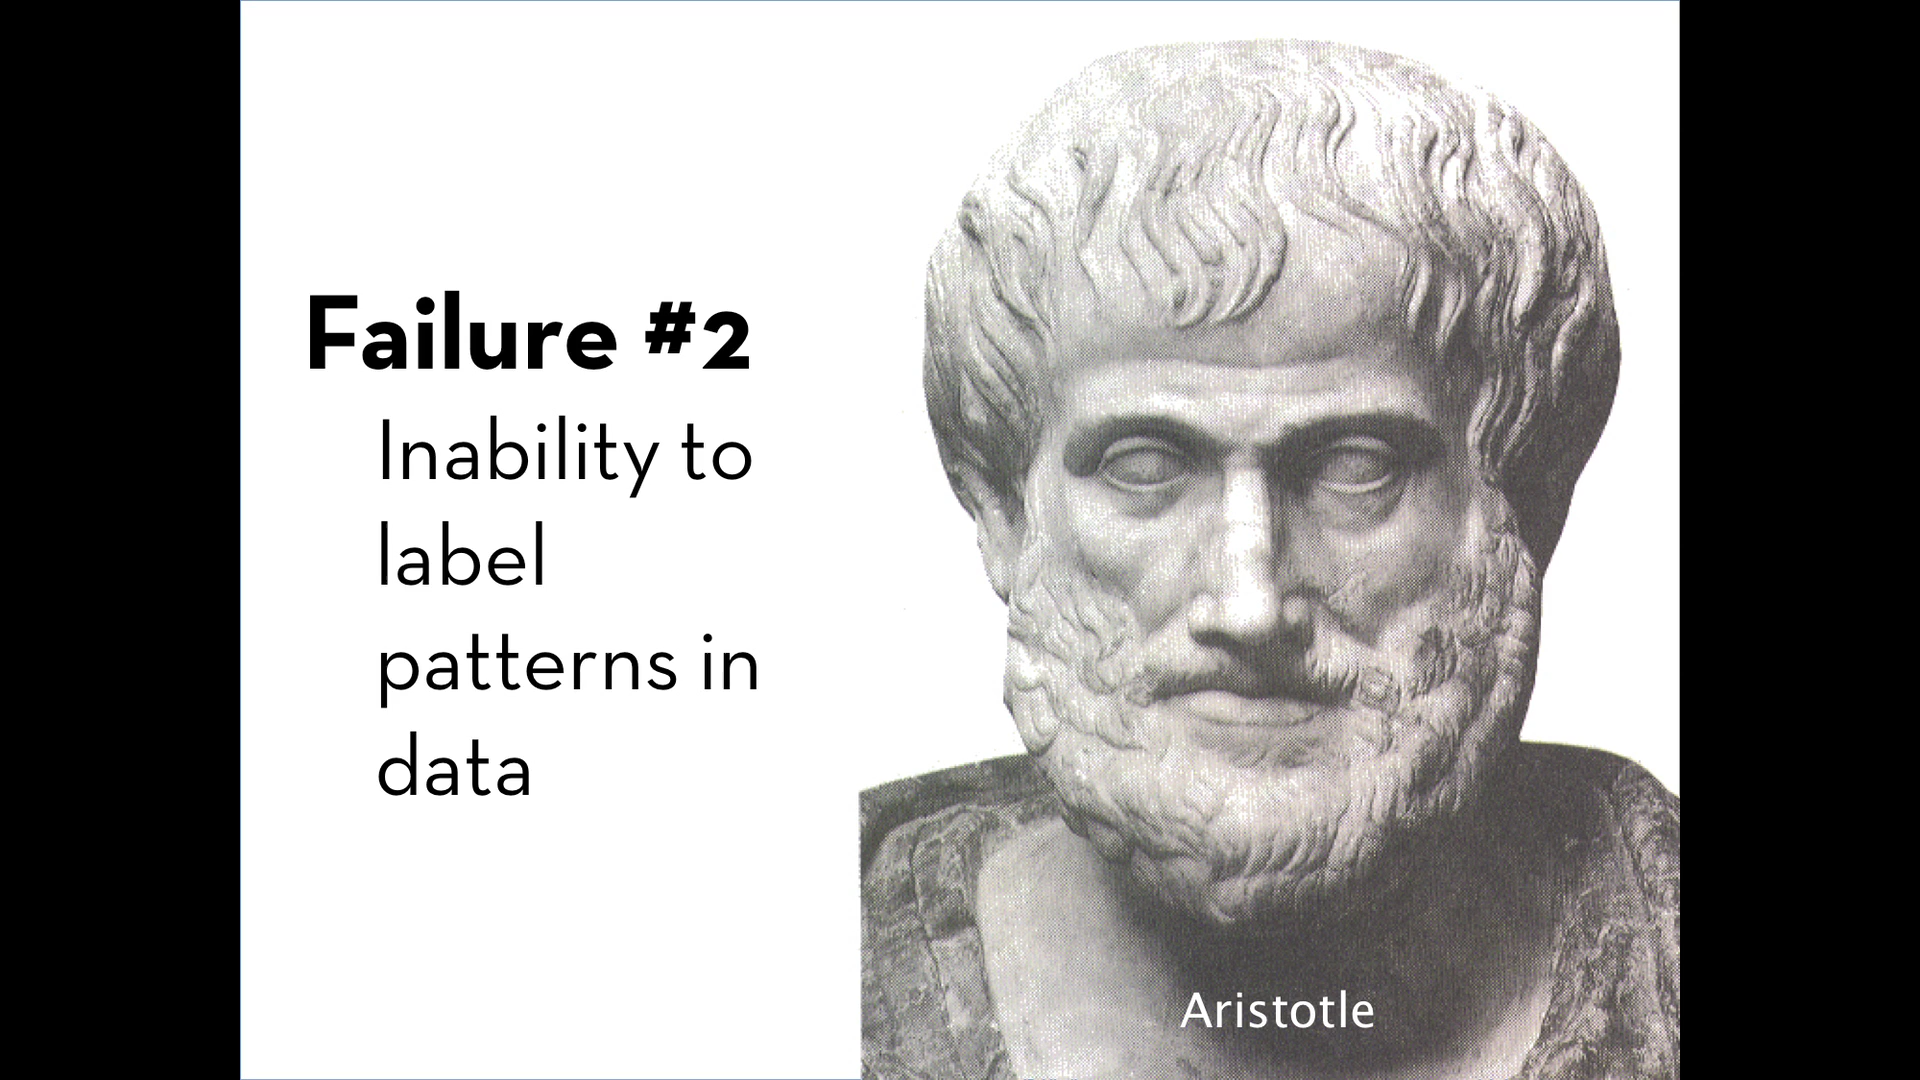 Failure #2
Inability to
label
patterns in
data
Aristotle